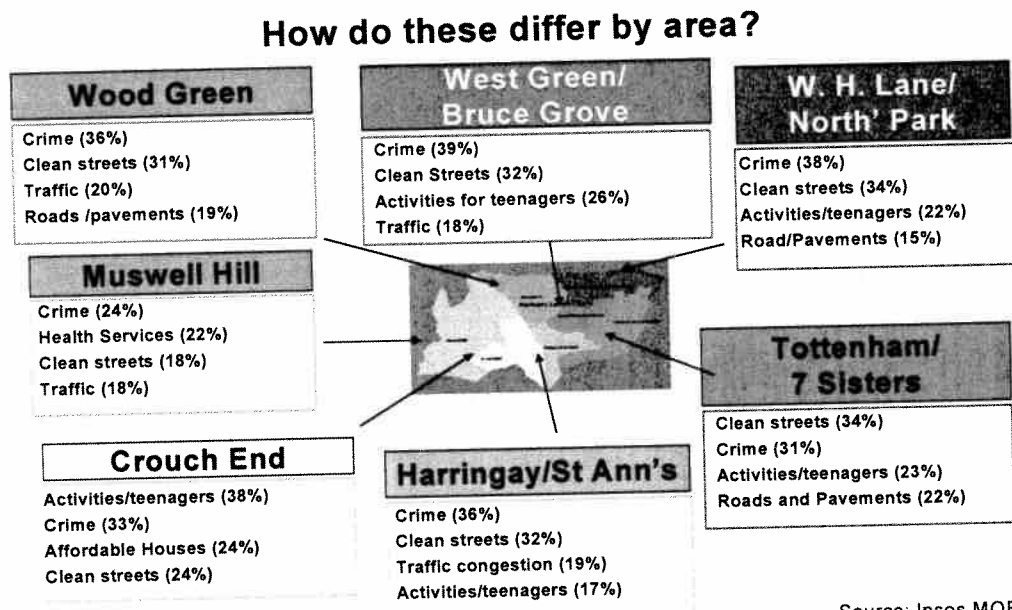 How do these differ by area?
Wood Green
Crime (36%)
Clean streets (31%)
Traffic (20%)
Roads /pavements (19%)
West Green/
Bruce Grove
Crime (39%)
Clean Streets (32%)
Activities for teenagers (26%)
Traffic (18%)
W. H. Lane/
North' Park
Crime (38%)
Clean streets (34%)
Activities/teenagers (22%)
Road/Pavements (15%)
Muswell Hill
Crime (24%)
Health Services (22%)
Clean streets (18%)
Traffic (18%)
Tottenham/
7 Sisters
Clean streets (34%)
Crime (31%)
Activities/teenagers (23%)
Roads and Pavements (22%)
Crouch End
Activities/teenagers (38%)
Crime (33%)
Affordable Houses (24%)
Clean streets (24%)
Harringay/St Ann's
Crime (36%)
Clean streets (32%)
Traffic congestion (19%)
Activities/teenagers (17%)
Source: Ipsos MORI